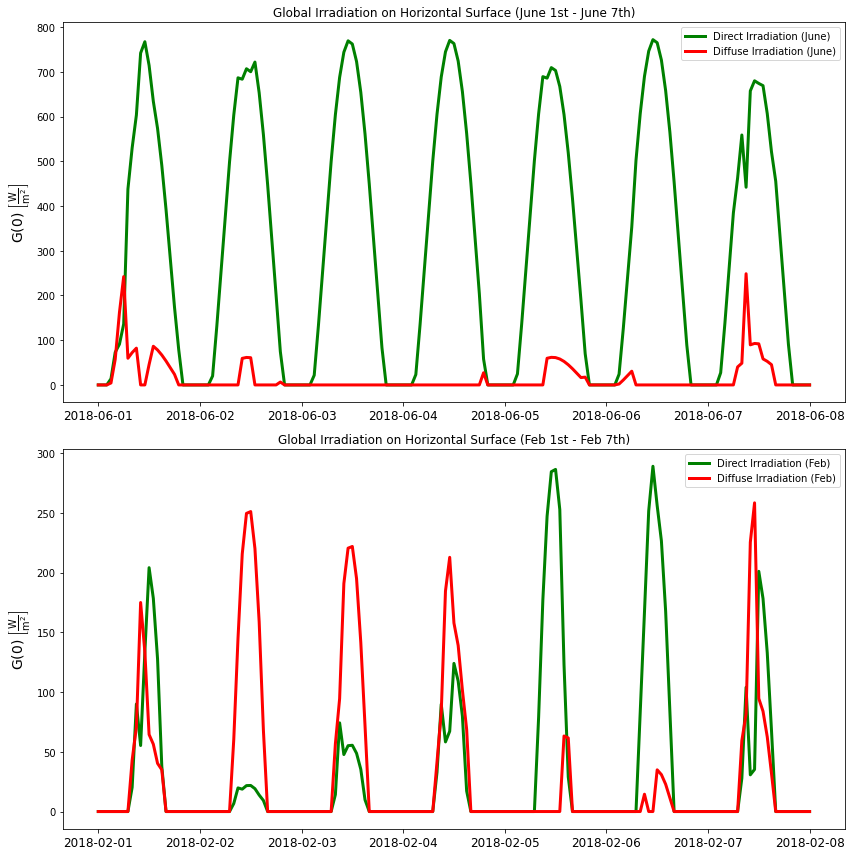 Global Irradiation on Horizontal Surface (June 1st - June 7th)
Direct Irradiation (June)
Diffuse Irradiation (June)
G(0) [W/m²]
800
700
600
500
400
300
200
100
0
2018-06-01 2018-06-02 2018-06-03 2018-06-04 2018-06-05 2018-06-06 2018-06-07 2018-06-08
Global Irradiation on Horizontal Surface (Feb 1st - Feb 7th)
Direct Irradiation (Feb)
Diffuse Irradiation (Feb)
G(0) [W/m²]
300
250
200
150
100
50
0
2018-02-01 2018-02-02 2018-02-03 2018-02-04 2018-02-05 2018-02-06 2018-02-07 2018-02-08